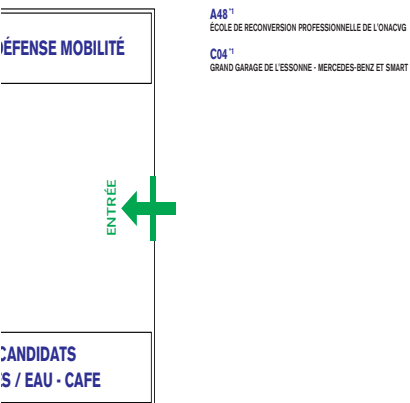 A48*1
ÉCOLE DE RECONVERSION PROFESSIONNELLE DE L'ONACVG
C04*1
GRAND GARAGE DE L'ESSONNE - MERCEDES-BENZ ET SMART
DÉFENSE MOBILITÉ
ENTRÉE
CANDIDATS
S / EAU - CAFE